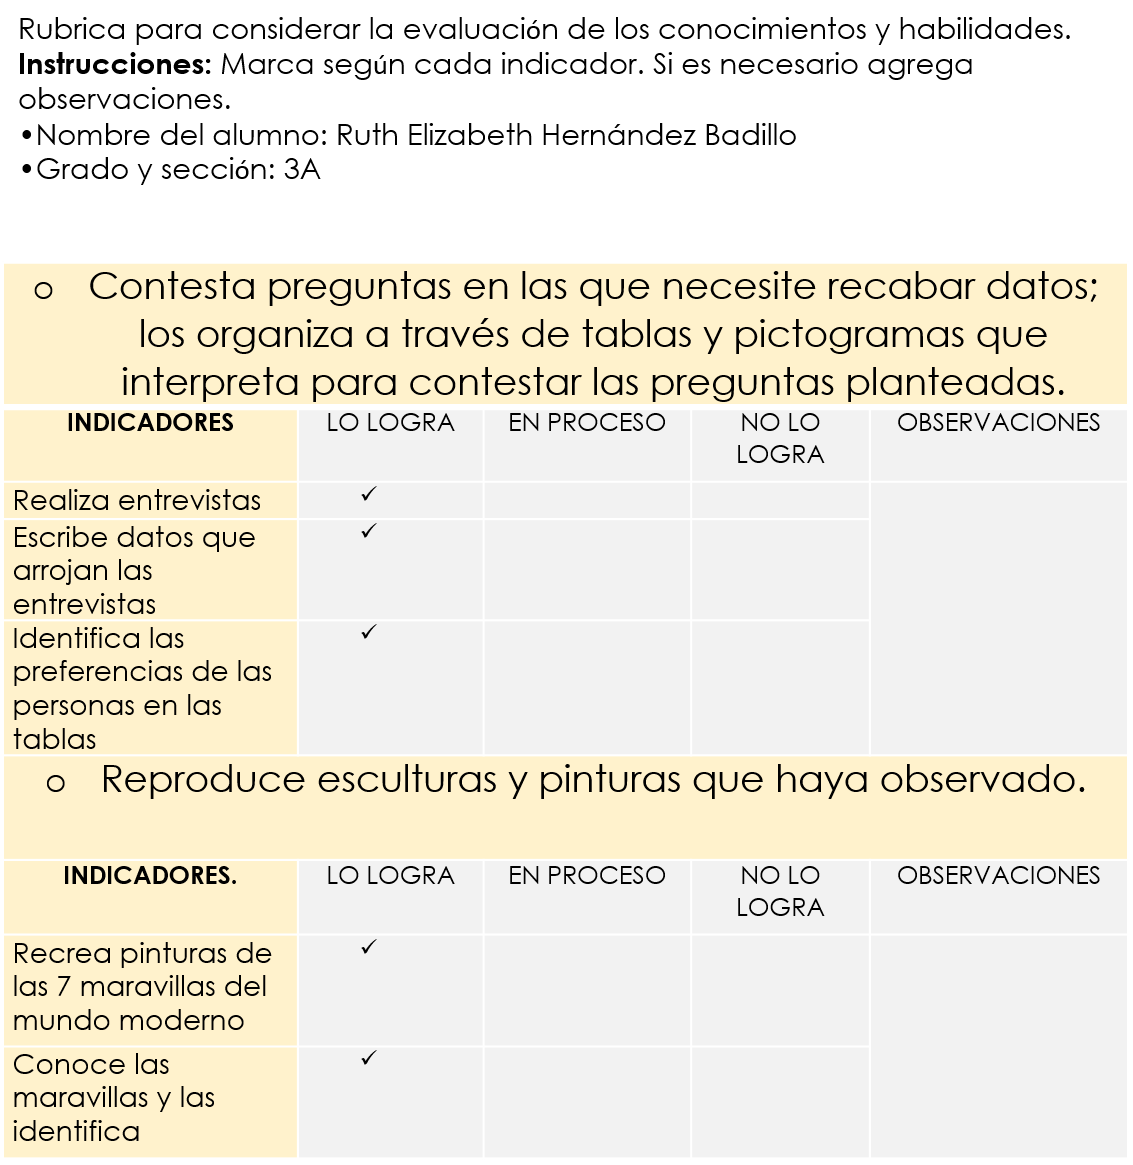 Rubrica para considerar la evaluación de los conocimientos y habilidades.
Instrucciones: Marca según cada indicador. Si es necesario agrega
observaciones.
•Nombre del alumno: Ruth Elizabeth Hernández Badillo
•Grado y sección: 3A
o Contesta preguntas en las que necesite recabar datos;
los organiza a través de tablas y pictogramas que
interpreta para contestar las preguntas planteadas.
INDICADORES LO LOGRA EN PROCESO NO LO OBSERVACIONES
LOGRA
Realiza entrevistas ✓
Escribe datos que ✓
arrojan las
entrevistas
Identifica las ✓
preferencias de las
personas en las
tablas
o Reproduce esculturas y pinturas que haya observado.
INDICADORES. LO LOGRA EN PROCESO NO LO OBSERVACIONES
LOGRA
Recrea pinturas de ✓
las 7 maravillas del
mundo moderno
Conoce las ✓
maravillas y las
identifica